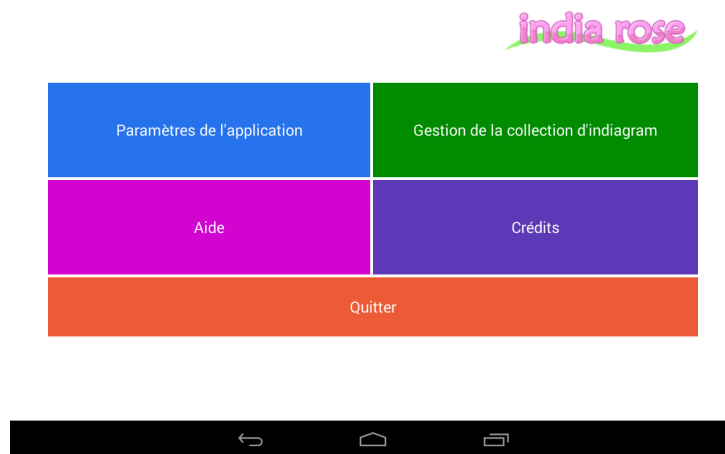 india rose
Paramètres de l'application
Gestion de la collection d'indiagram
Aide
Crédits
Quitter